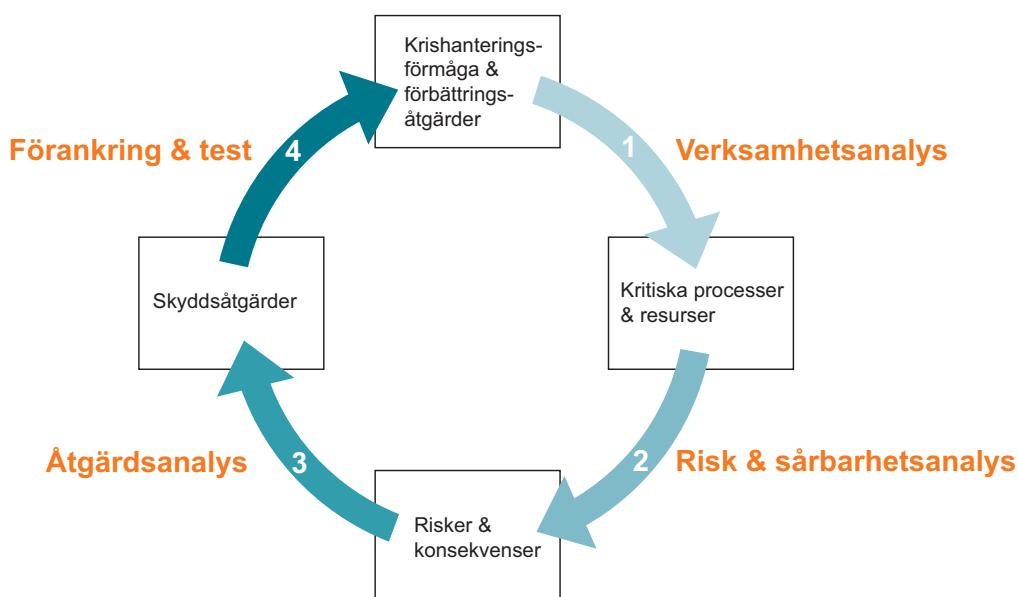 Krishanterings-
förmåga &
förbättrings-
åtgärder
1
Verksamhetsanalys
Kritiska processer
& resurser
2
Risk & sårbarhetsanalys
Risker &
konsekvenser
3
Åtgärdsanalys
Skyddsåtgärder
4
Förankring & test